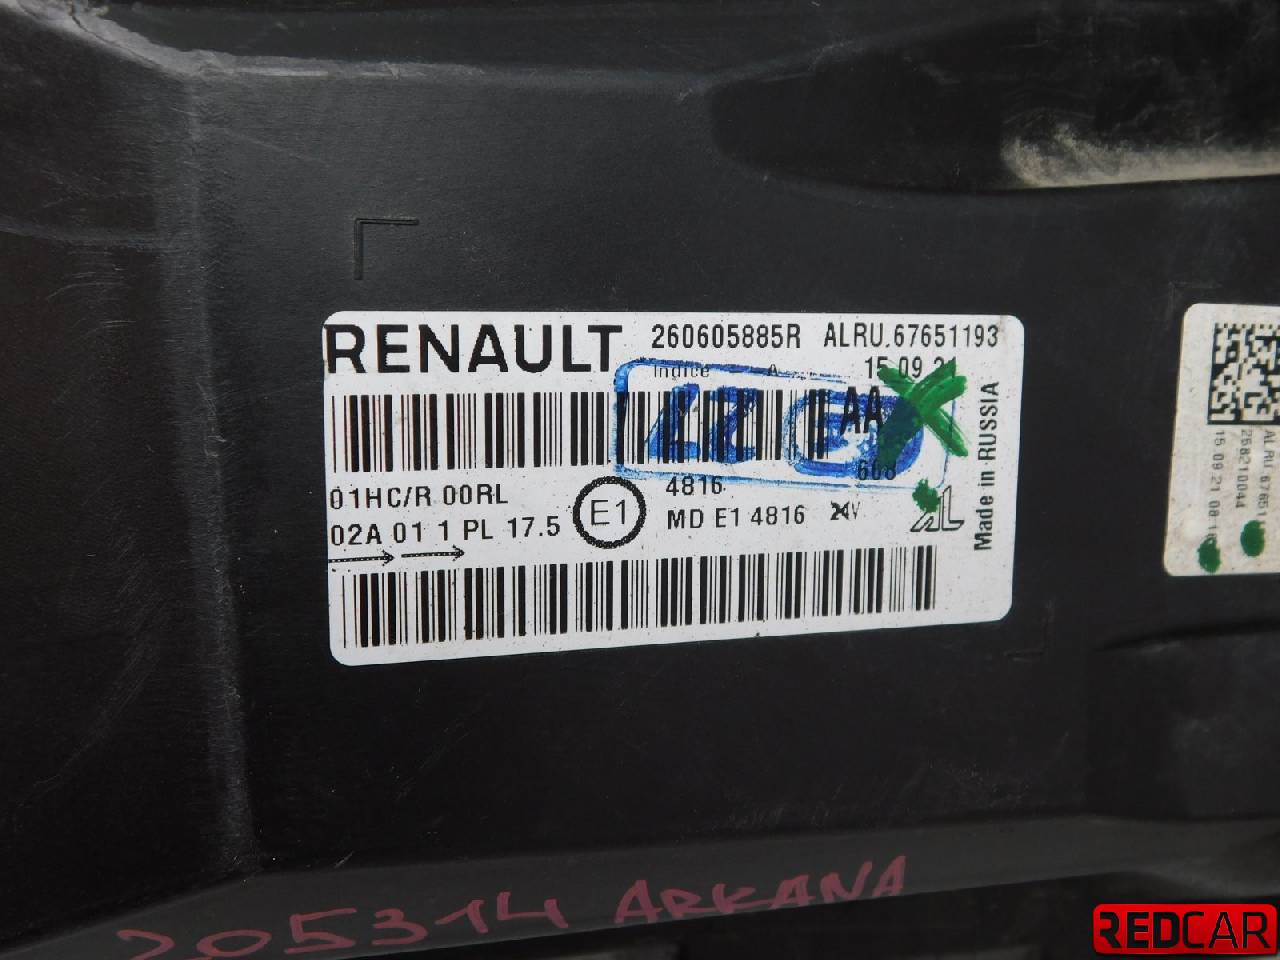 RENAULT
260605885R ALRU.67651193
Indice A 15.09.
AA
01HC/R 00RL
02A 01 1 PL 17.5
E1
4816
MD E1 4816
Made in RUSSIA
268210044
205314 ARKANA
REDCAR